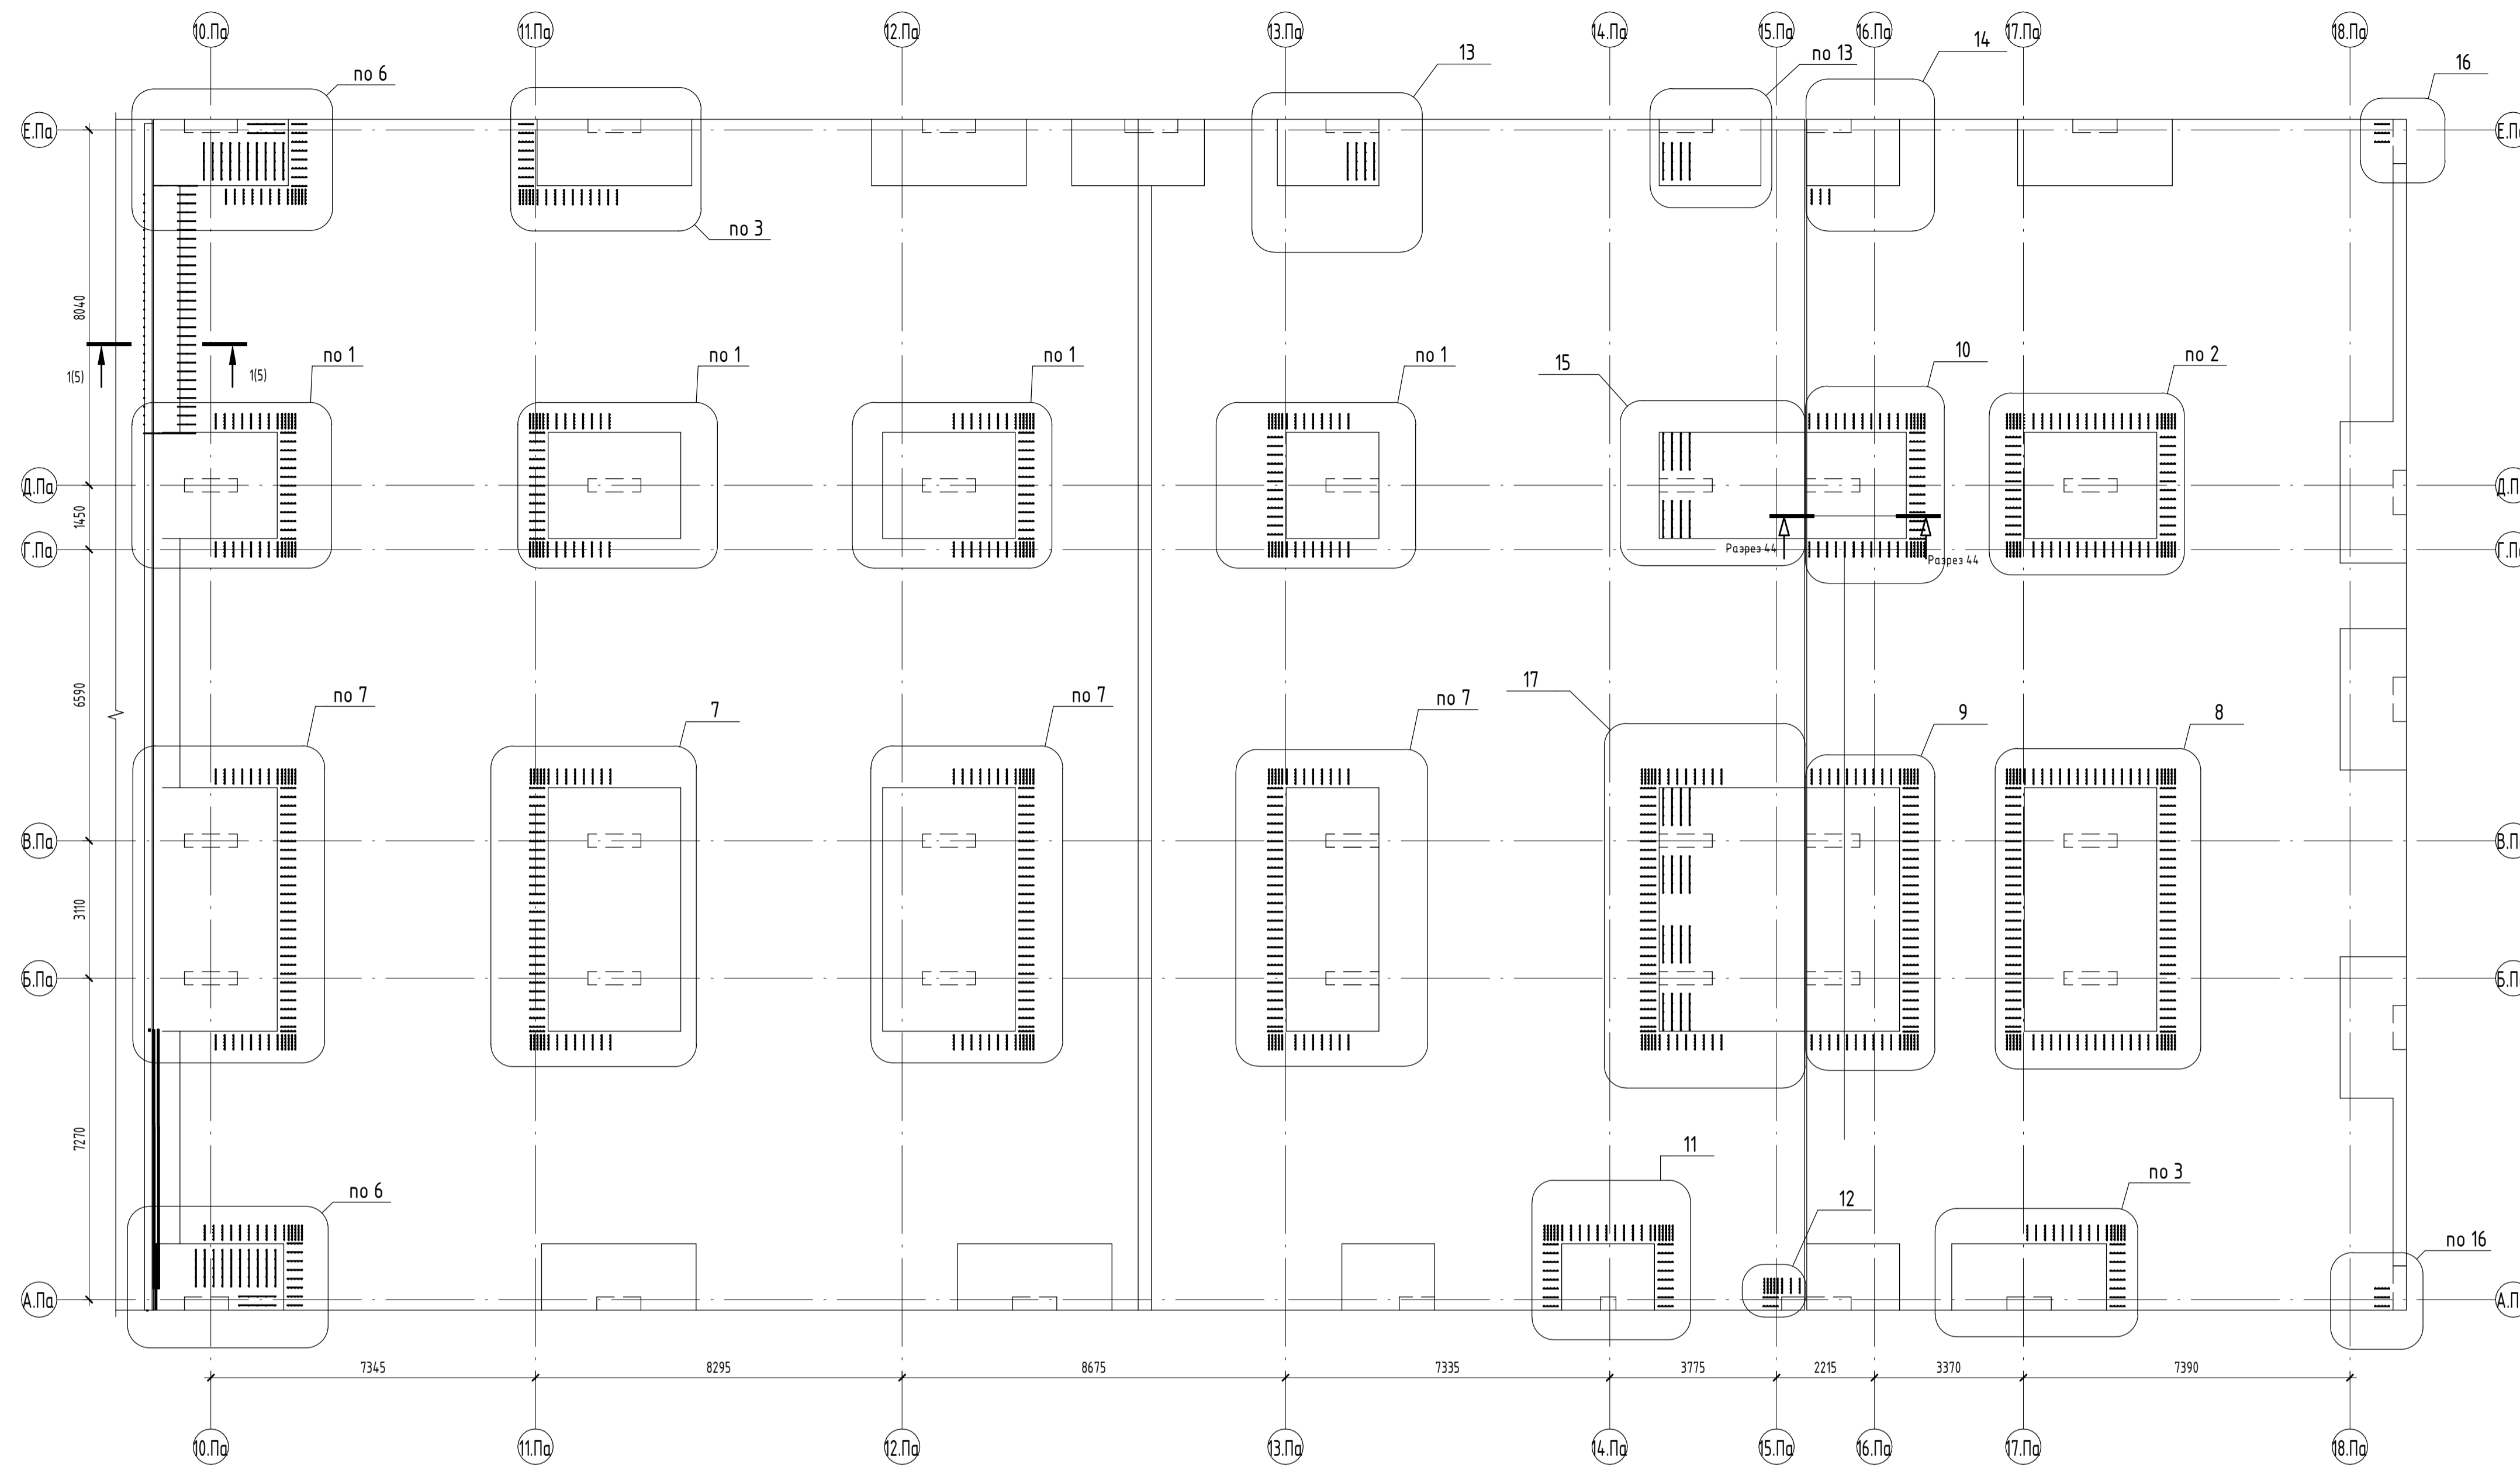 10.Па 11.Па 12.Па 13.Па 14.Па 15.Па 16.Па 17.Па 18.Па
по 6 13 по 13 14 16
Е.Па Е.П
по 3
8040
1(5) 1(5)
по 1 по 1 по 1 по 1 15 10 по 2
Д.Па Д.П
1450
Г.Па Г.П
Разрез 44 Разрез 44
6590
по 7 7 по 7 по 7 17 9 8
В.Па В.П
3110
Б.Па Б.П
7270
11
по 6 12 по 3
по 16
А.Па А.П
7345 8295 8675 7335 3775 2215 3370 7390
10.Па 11.Па 12.Па 13.Па 14.Па 15.Па 16.Па 17.Па 18.Па